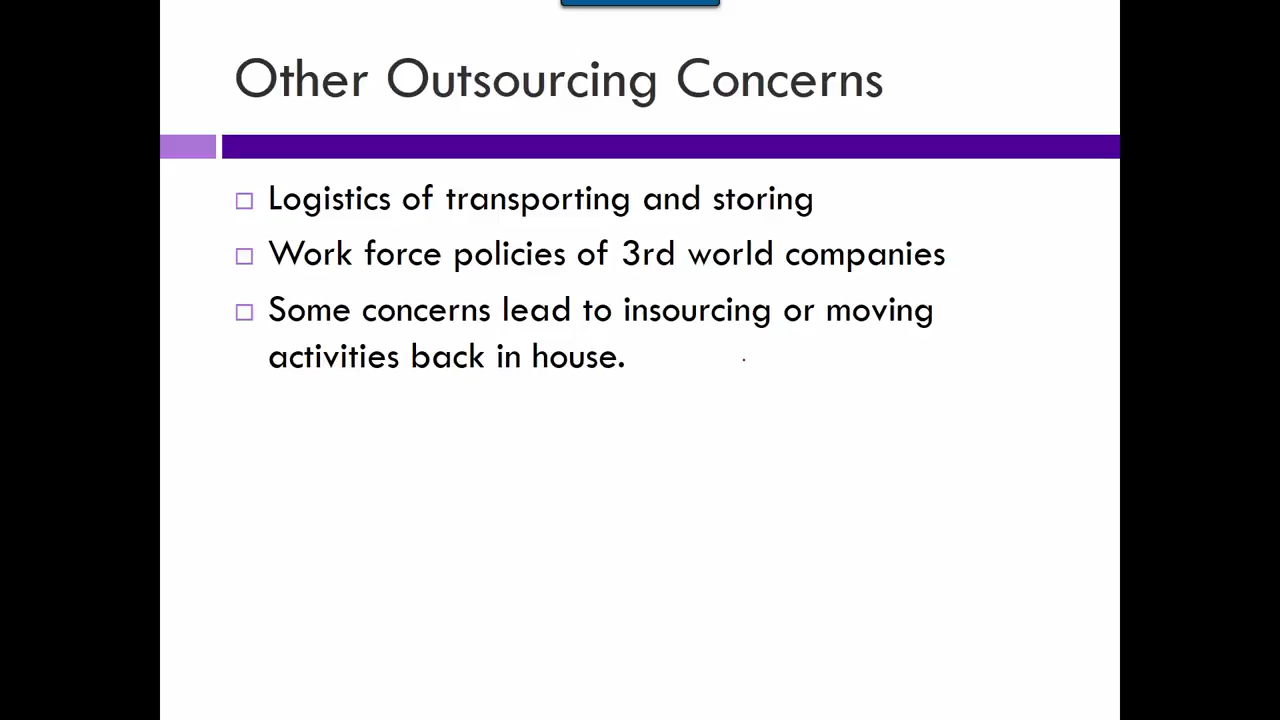 Other Outsourcing Concerns
Logistics of transporting and storing
Work force policies of 3rd world companies
Some concerns lead to insourcing or moving
activities back in house.